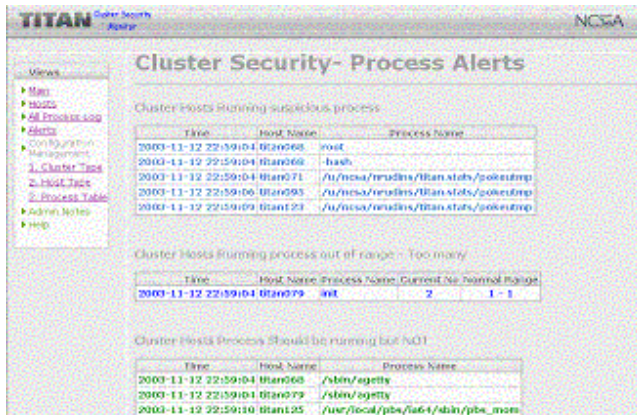 TITAN Cluster Security Monitor
NCSA
Views
Main
Hosts
All Process Log
Alerts
Configuration Management
1. Cluster Type
2. Host Type
3. Process Table
Admin Notes
Help
Cluster Security- Process Alerts
Cluster Hosts Running suspicious process
Time Host Name Process Name
2003-11-12 22:59:04 titan068 root
2003-11-12 22:59:04 titan068 -bash
2003-11-12 22:59:04 titan071 /u/ncsa/nrudins/titan.stats/pokeutmp
2003-11-12 22:59:06 titan093 /u/ncsa/nrudins/titan.stats/pokeutmp
2003-11-12 22:59:09 titan123 /u/ncsa/nrudins/titan.stats/pokeutmp
Cluster Hosts Running process out of range - Too many
Time Host Name Process Name Current No Normal Range
2003-11-12 22:59:04 titan079 init 2 1 - 1
Cluster Hosts Process Should be running but NOT
Time Host Name Process Name
2003-11-12 22:59:04 titan068 /sbin/agetty
2003-11-12 22:59:04 titan079 /sbin/agetty
2003-11-12 22:59:10 titan125 /usr/local/pbs/ia64/sbin/pbs_mom